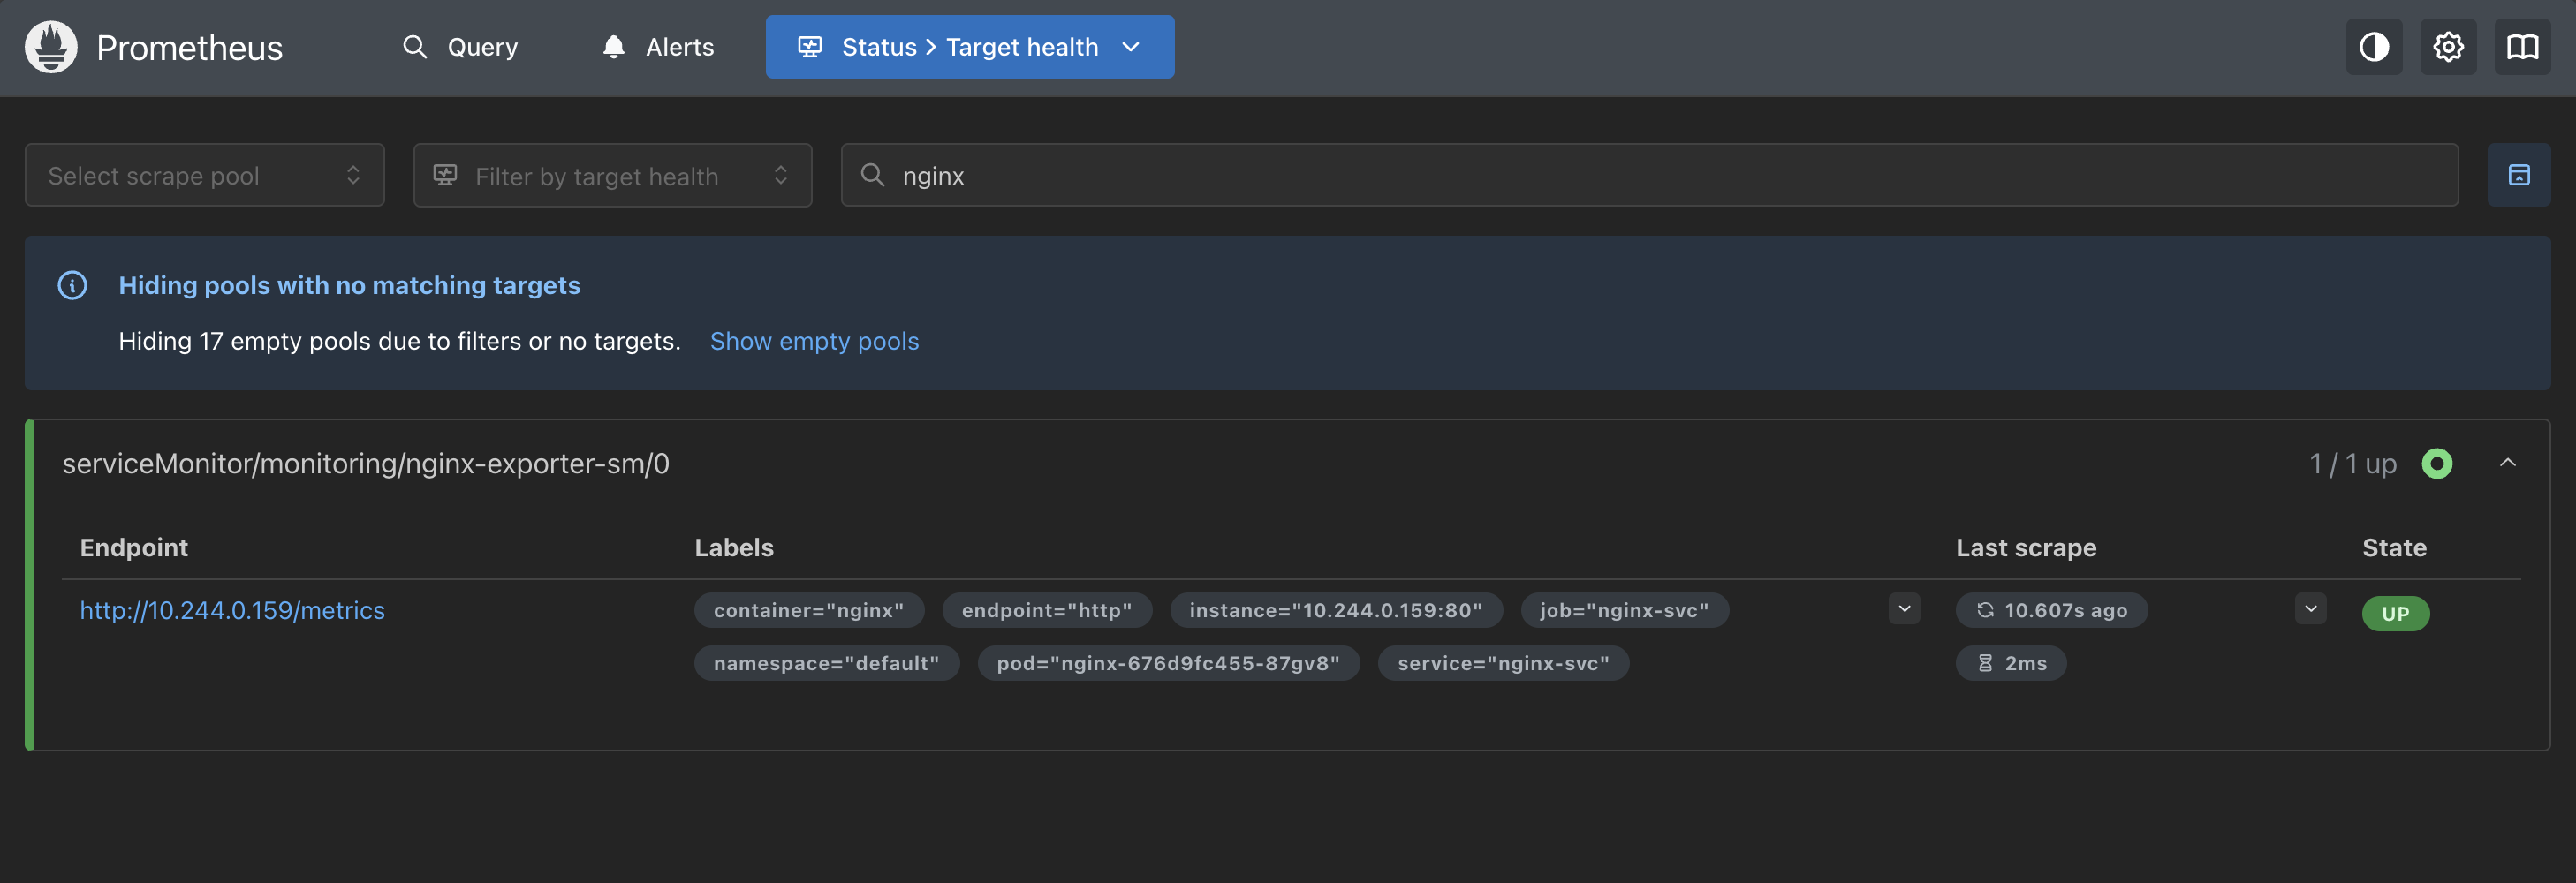 Prometheus Query Alerts Status > Target health
Select scrape pool Filter by target health nginx
Hiding pools with no matching targets
Hiding 17 empty pools due to filters or no targets. Show empty pools
serviceMonitor/monitoring/nginx-exporter-sm/0 1 / 1 up
Endpoint Labels Last scrape State
http://10.244.0.159/metrics container="nginx" endpoint="http" instance="10.244.0.159:80" job="nginx-svc" 10.607s ago UP
namespace="default" pod="nginx-676d9fc455-87gv8" service="nginx-svc" 2ms